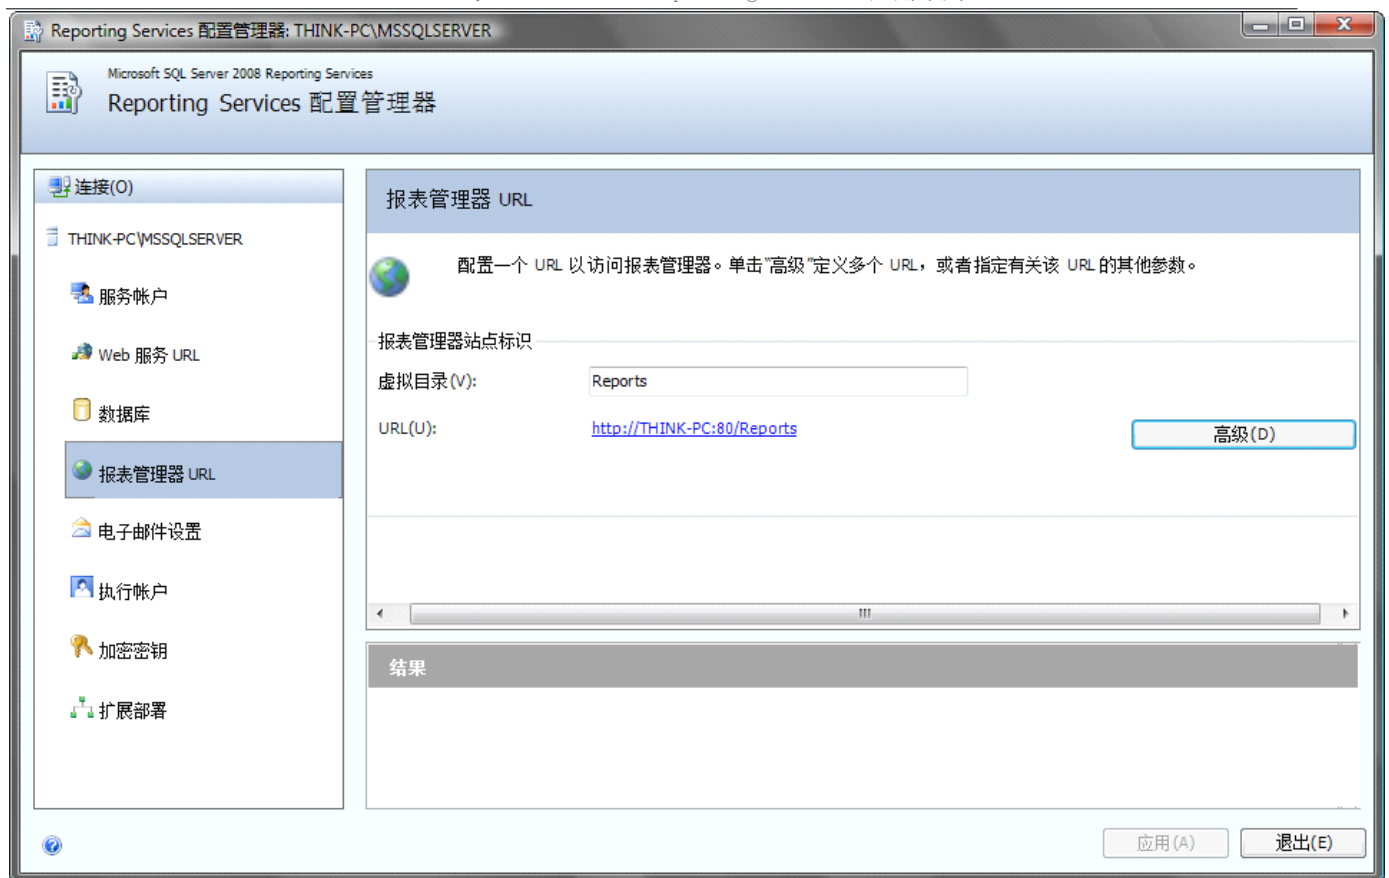 Reporting Services 配置管理器: THINK-PC\MSSQLSERVER
Microsoft SQL Server 2008 Reporting Services
Reporting Services 配置管理器
连接(O)
THINK-PC\MSSQLSERVER
服务帐户
Web 服务 URL
数据库
报表管理器 URL
电子邮件设置
执行帐户
加密密钥
扩展部署
报表管理器 URL
配置一个 URL 以访问报表管理器。单击"高级"定义多个 URL，或者指定有关该 URL 的其他参数。
报表管理器站点标识
虚拟目录(V):
Reports
URL(U):
http://THINK-PC:80/Reports
高级(D)
结果
应用(A)
退出(E)